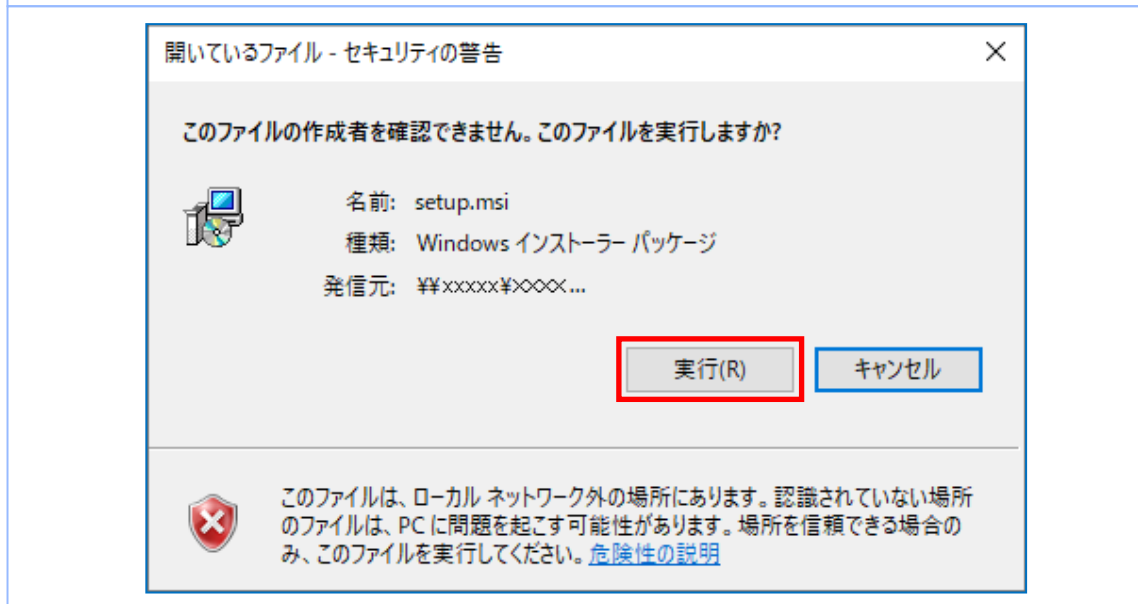 開いているファイル - セキュリティの警告
このファイルの作成者を確認できません。このファイルを実行しますか?
名前: setup.msi
種類: Windows インストーラー パッケージ
発信元: ¥¥xxxxx¥xxxx...
実行(R) キャンセル
このファイルは、ローカル ネットワーク外の場所にあります。認識されていない場所
のファイルは、PC に問題を起こす可能性があります。場所を信頼できる場合の
み、このファイルを実行してください。危険性の説明